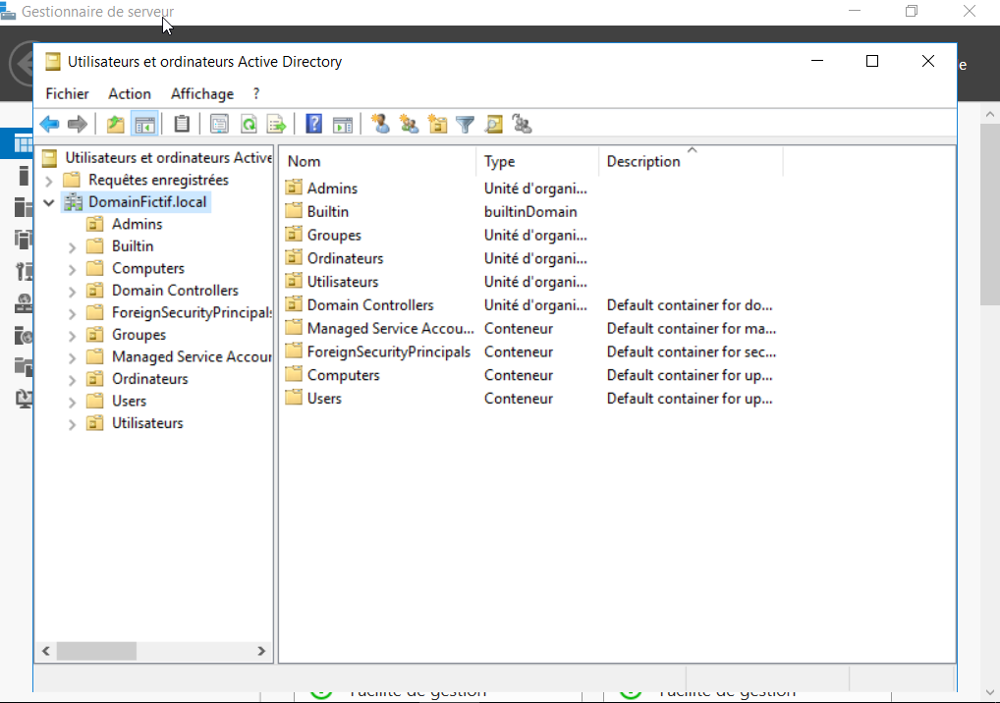 Gestionnaire de serveur
Utilisateurs et ordinateurs Active Directory
Fichier Action Affichage ?
Utilisateurs et ordinateurs Active
Requêtes enregistrées
DomainFictif.local
Admins
Builtin
Computers
Domain Controllers
ForeignSecurityPrincipals
Groupes
Managed Service Accour
Ordinateurs
Users
Utilisateurs
Nom Type Description
Admins Unité d'organi...
Builtin builtinDomain
Groupes Unité d'organi...
Ordinateurs Unité d'organi...
Utilisateurs Unité d'organi...
Domain Controllers Unité d'organi... Default container for do...
Managed Service Accou... Conteneur Default container for ma...
ForeignSecurityPrincipals Conteneur Default container for sec...
Computers Conteneur Default container for up...
Users Conteneur Default container for up...
e
Facilité de gestion Facilité de gestion